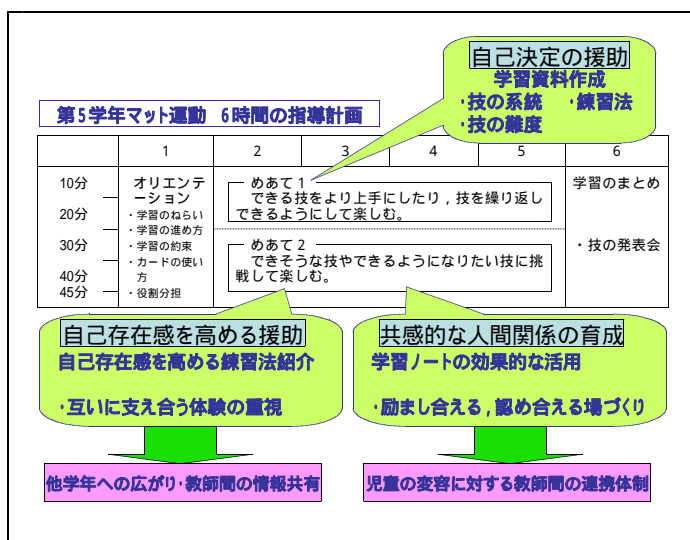 自己決定の援助
学習資料作成
・技の系統　・練習法
・技の難度
第5学年マット運動　6時間の指導計画
1　2　3　4　5　6
10分
20分
30分
40分
45分
オリエンテ
ーション
・学習のねらい
・学習の進め方
・学習の約束
・カードの使い
方
・役割分担
めあて1
できる技をより上手にしたり，技を繰り返し
できるようにして楽しむ。
めあて2
できそうな技やできるようになりたい技に挑
戦して楽しむ。
学習のまとめ
・技の発表会
自己存在感を高める援助
自己存在感を高める練習法紹介
・互いに支え合う体験の重視
共感的な人間関係の育成
学習ノートの効果的な活用
・励まし合える，認め合える場づくり
他学年への広がり・教師間の情報共有
児童の変容に対する教師間の連携体制